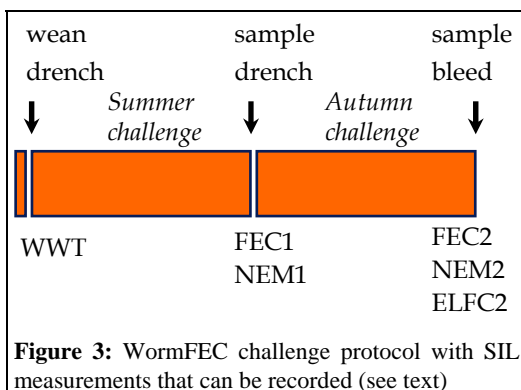 wean
drench
sample
drench
sample
bleed
Summer
challenge
Autumn
challenge
WWT
FEC1
NEM1
FEC2
NEM2
ELFC2
Figure 3: WormFEC challenge protocol with SIL
measurements that can be recorded (see text)